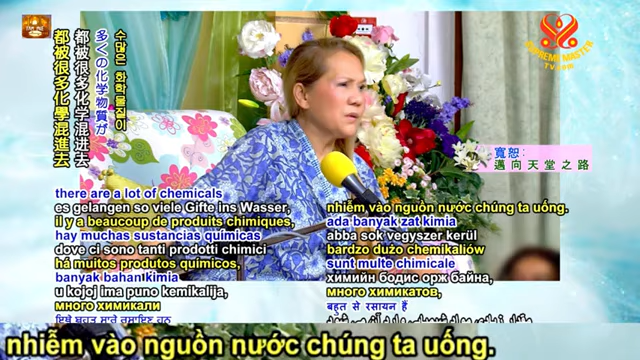 SUPREME MASTER
TV.com
수많은 화학물질이
多くの化学物質が
都被很多化学混进去
都被很多化學混進去
寬恕:
邁向天堂之路
there are a lot of chemicals
es gelangen so viele Gifte ins Wasser,
il y a beaucoup de produits chimiques,
hay muchas sustancias químicas
dove ci sono tanti prodotti chimici
há muitos produtos químicos,
banyak bahan kimia
u kojoj ima puno kemikalija,
много химикали
ਇਥੇ ਬਹੁਤ ਸਾਰੇ ਰਸਾਇਣ ਹਨ
nhiễm vào nguồn nước chúng ta uống.
ada banyak zat kimia
abba sok vegyszer kerül
bardzo dużo chemikaliów
sunt multe chimicale
химийн бодис орж байна,
много химикатов,
बहुत से रसायन हैं
nhiễm vào nguồn nước chúng ta uống.